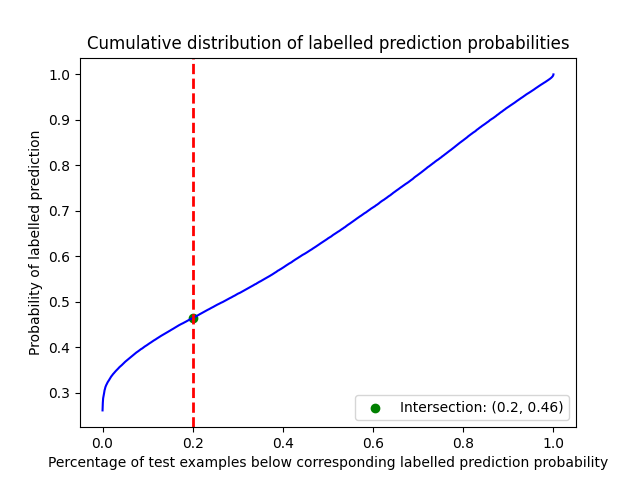 Cumulative distribution of labelled prediction probabilities
Probability of labelled prediction
1.0
0.9
0.8
0.7
0.6
0.5
0.4
0.3
Intersection: (0.2, 0.46)
0.0 0.2 0.4 0.6 0.8 1.0
Percentage of test examples below corresponding labelled prediction probability